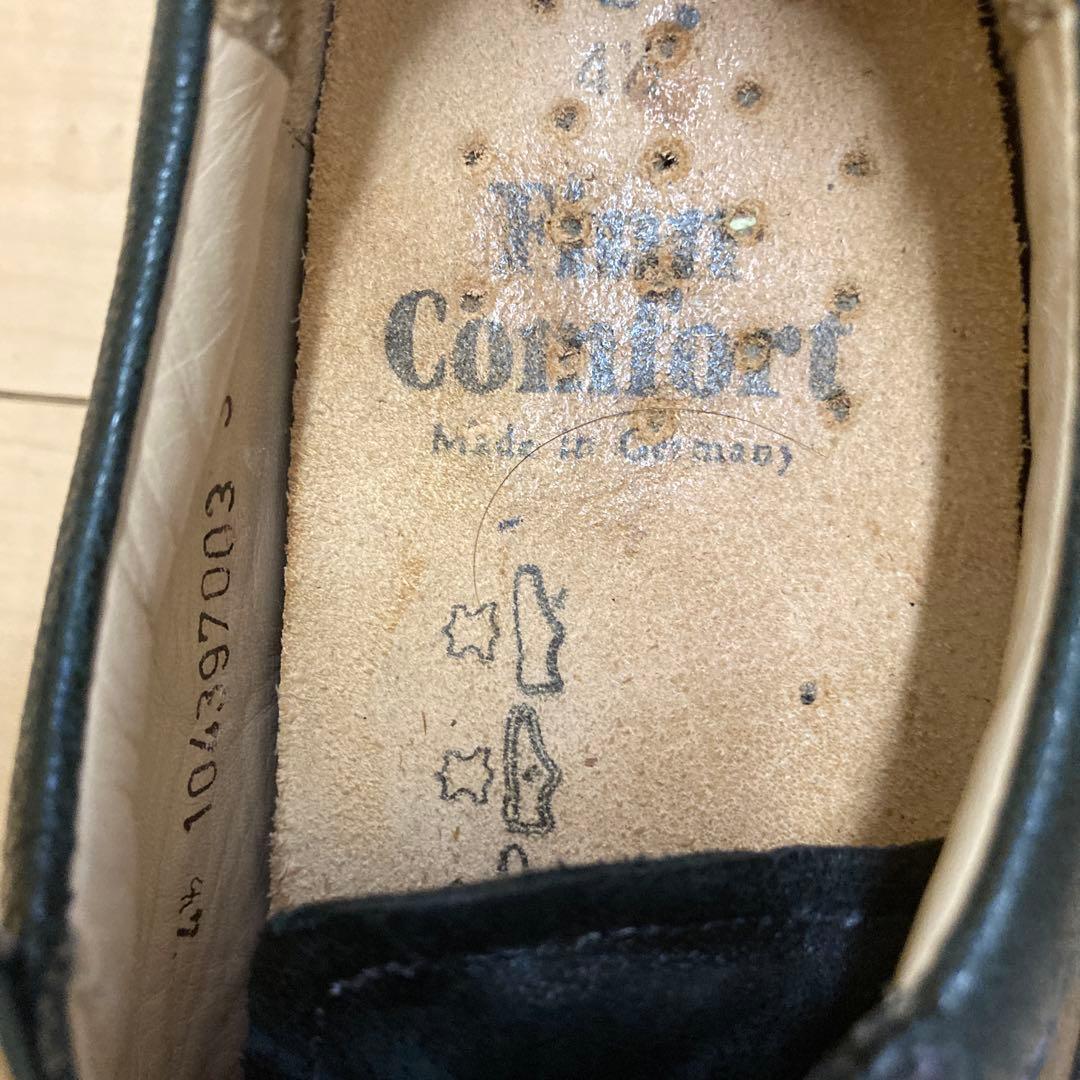 4½
Finn
Comfort
Made in Germany
4½ 104397003